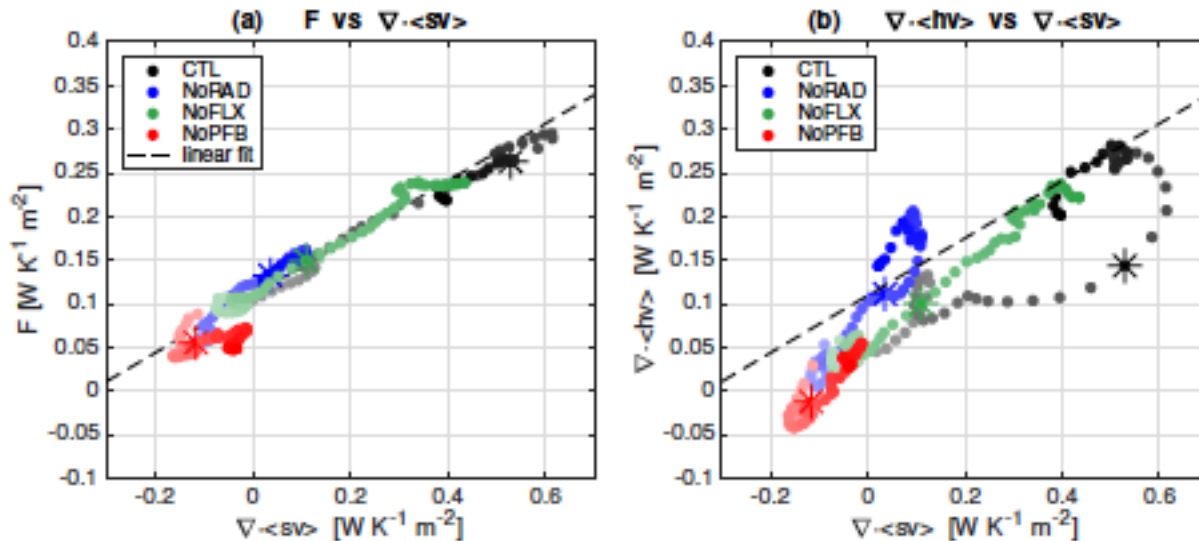 (a) F vs ∇·<sv>
0.4
0.35
0.3
0.25
0.2
0.15
0.1
0.05
0
-0.05
-0.1
F [W K⁻¹ m⁻²]
CTL
NoRAD
NoFLX
NoPFB
linear fit
-0.2 0 0.2 0.4 0.6
∇·<sv> [W K⁻¹ m⁻²]
(b) ∇·<hv> vs ∇·<sv>
0.4
0.35
0.3
0.25
0.2
0.15
0.1
0.05
0
-0.05
-0.1
∇·<hv> [W K⁻¹ m⁻²]
CTL
NoRAD
NoFLX
NoPFB
-0.2 0 0.2 0.4 0.6
∇·<sv> [W K⁻¹ m⁻²]